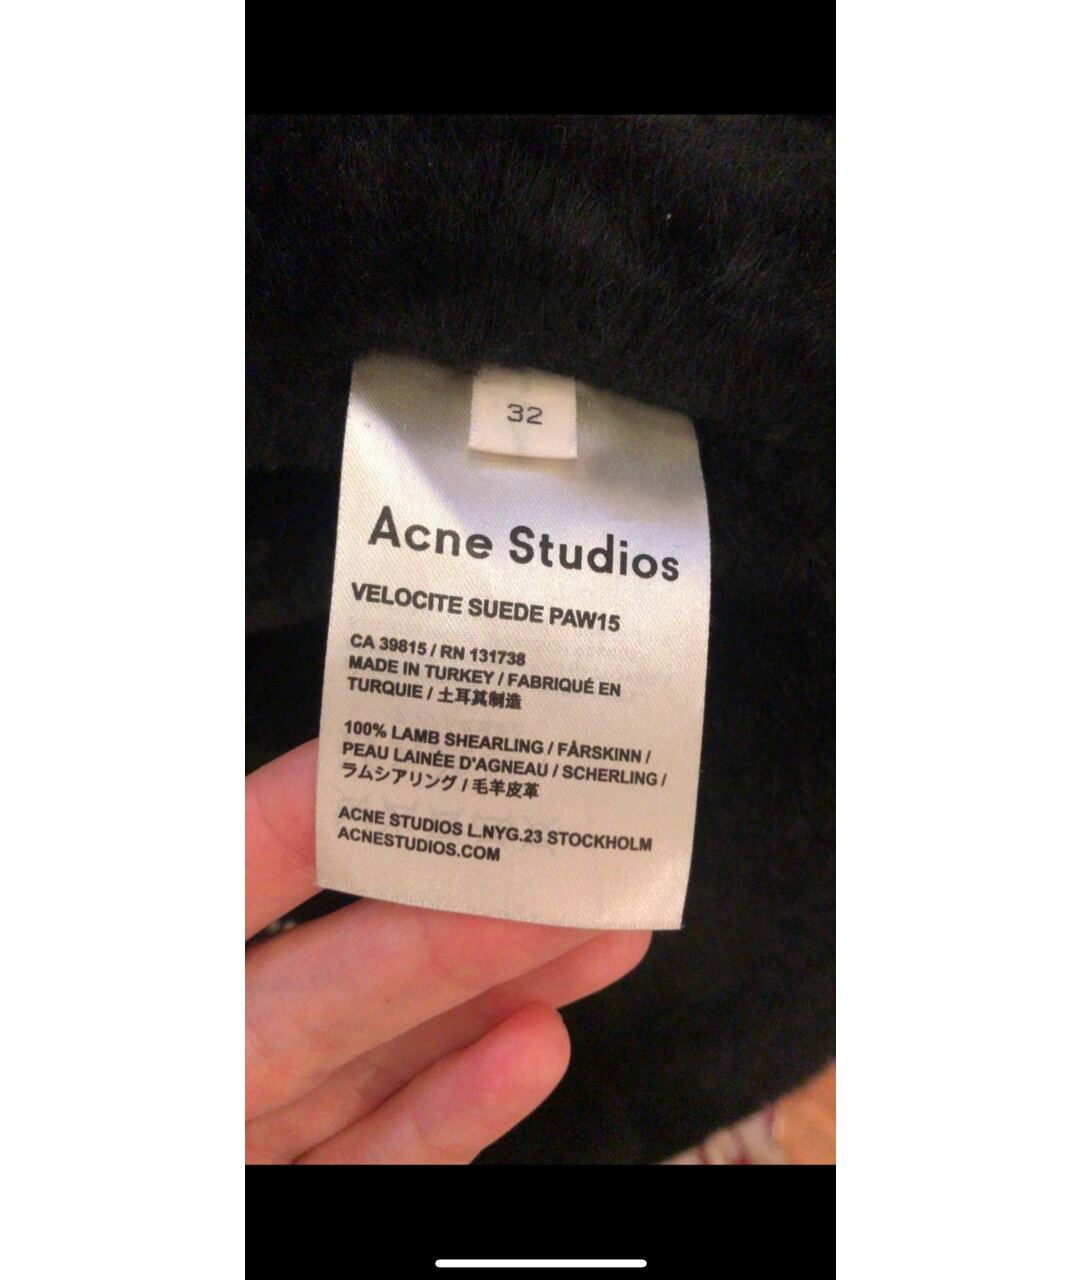 32
Acne Studios
VELOCITE SUEDE PAW15
CA 39815 / RN 131738
MADE IN TURKEY / FABRIQUÉ EN
TURQUIE / 土耳其制造
100% LAMB SHEARLING / FÅRSKINN /
PEAU LAINÉE D'AGNEAU / SCHERLING /
ラムシアリング / 毛羊皮革
ACNE STUDIOS L.NYG.23 STOCKHOLM
ACNESTUDIOS.COM